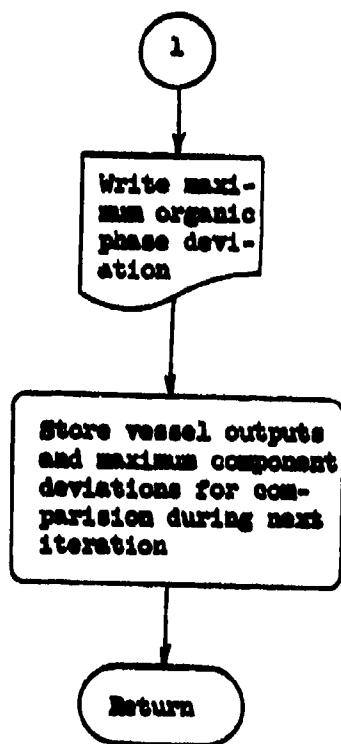 1
Write maxi-
mum organic
phase devi-
ation
Store vessel outputs
and maximum component
deviations for com-
parision during next
iteration
Return